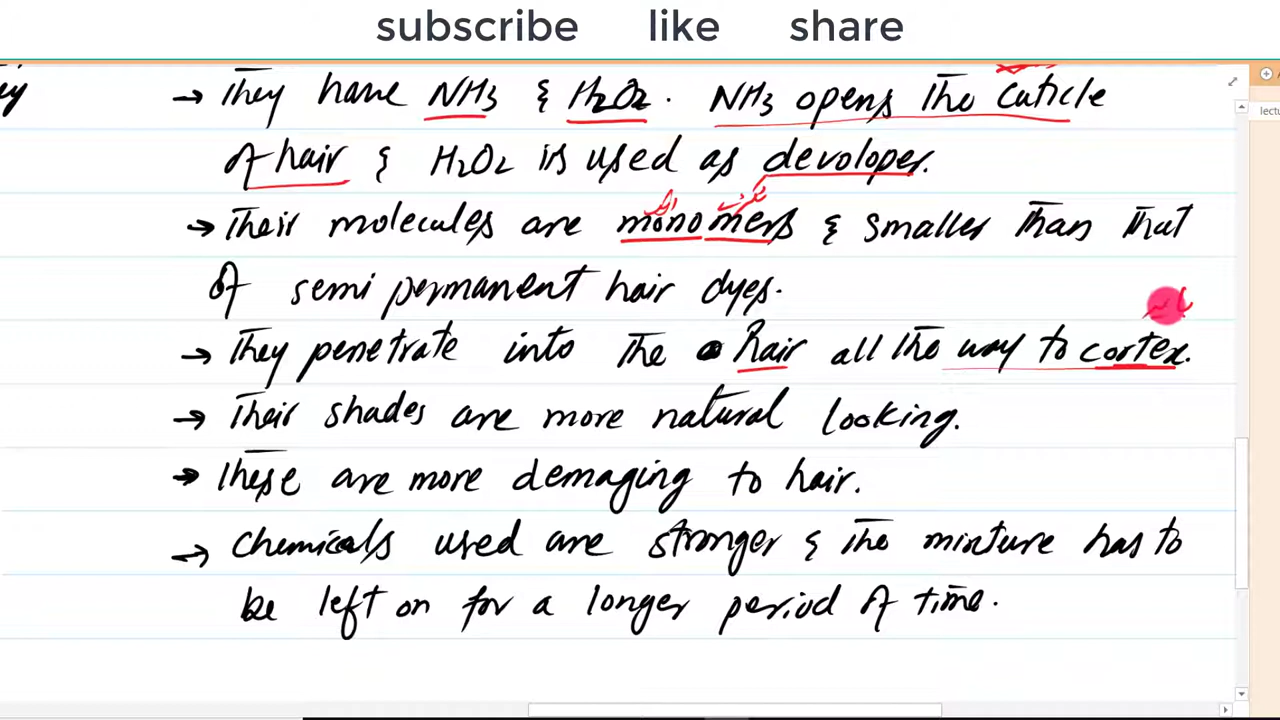 subscribe like share
→ They have NH3 & H2O2. NH3 opens the cuticle
of hair & H2O2 is used as devoloper.
→ Their molecules are monomers & smaller than that
of semi permanent hair dyes.
→ They penetrate into the hair all the way to cortex.
→ Their shades are more natural looking.
→ These are more demaging to hair.
→ chemicals used are stronger & the mixture has to
be left on for a longer period of time.